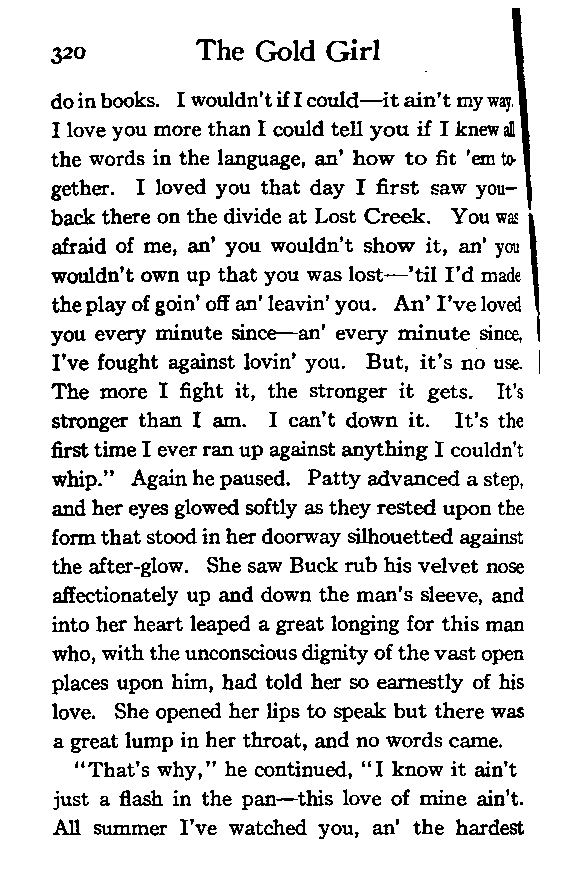 320 The Gold Girl
do in books. I wouldn't if I could—it ain't my way.
I love you more than I could tell you if I knew all
the words in the language, an' how to fit 'em to-
gether. I loved you that day I first saw you—
back there on the divide at Lost Creek. You was
afraid of me, an' you wouldn't show it, an' you
wouldn't own up that you was lost—'til I'd made
the play of goin' off an' leavin' you. An' I've loved
you every minute since—an' every minute since,
I've fought against lovin' you. But, it's no use.
The more I fight it, the stronger it gets. It's
stronger than I am. I can't down it. It's the
first time I ever ran up against anything I couldn't
whip." Again he paused. Patty advanced a step,
and her eyes glowed softly as they rested upon the
form that stood in her doorway silhouetted against
the after-glow. She saw Buck rub his velvet nose
affectionately up and down the man's sleeve, and
into her heart leaped a great longing for this man
who, with the unconscious dignity of the vast open
places upon him, had told her so earnestly of his
love. She opened her lips to speak but there was
a great lump in her throat, and no words came.
"That's why," he continued, "I know it ain't
just a flash in the pan—this love of mine ain't.
All summer I've watched you, an' the hardest